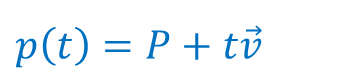 p(t) = P + tv⃗